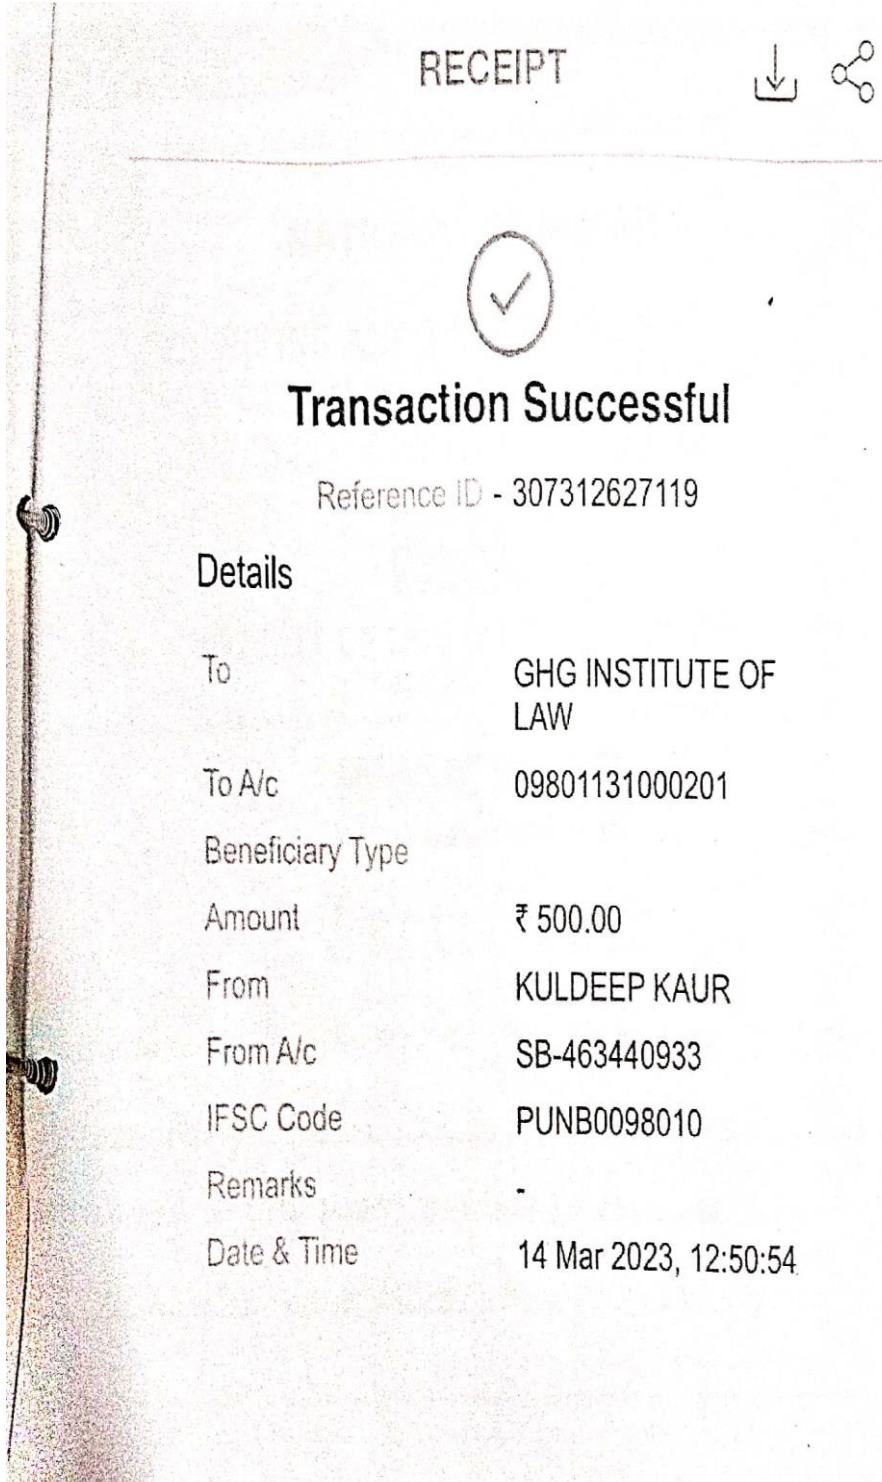 RECEIPT
Transaction Successful
Reference ID - 307312627119
Details
To GHG INSTITUTE OF
LAW
To A/c 09801131000201
Beneficiary Type
Amount ₹ 500.00
From KULDEEP KAUR
From A/c SB-463440933
IFSC Code PUNB0098010
Remarks -
Date & Time 14 Mar 2023, 12:50:54